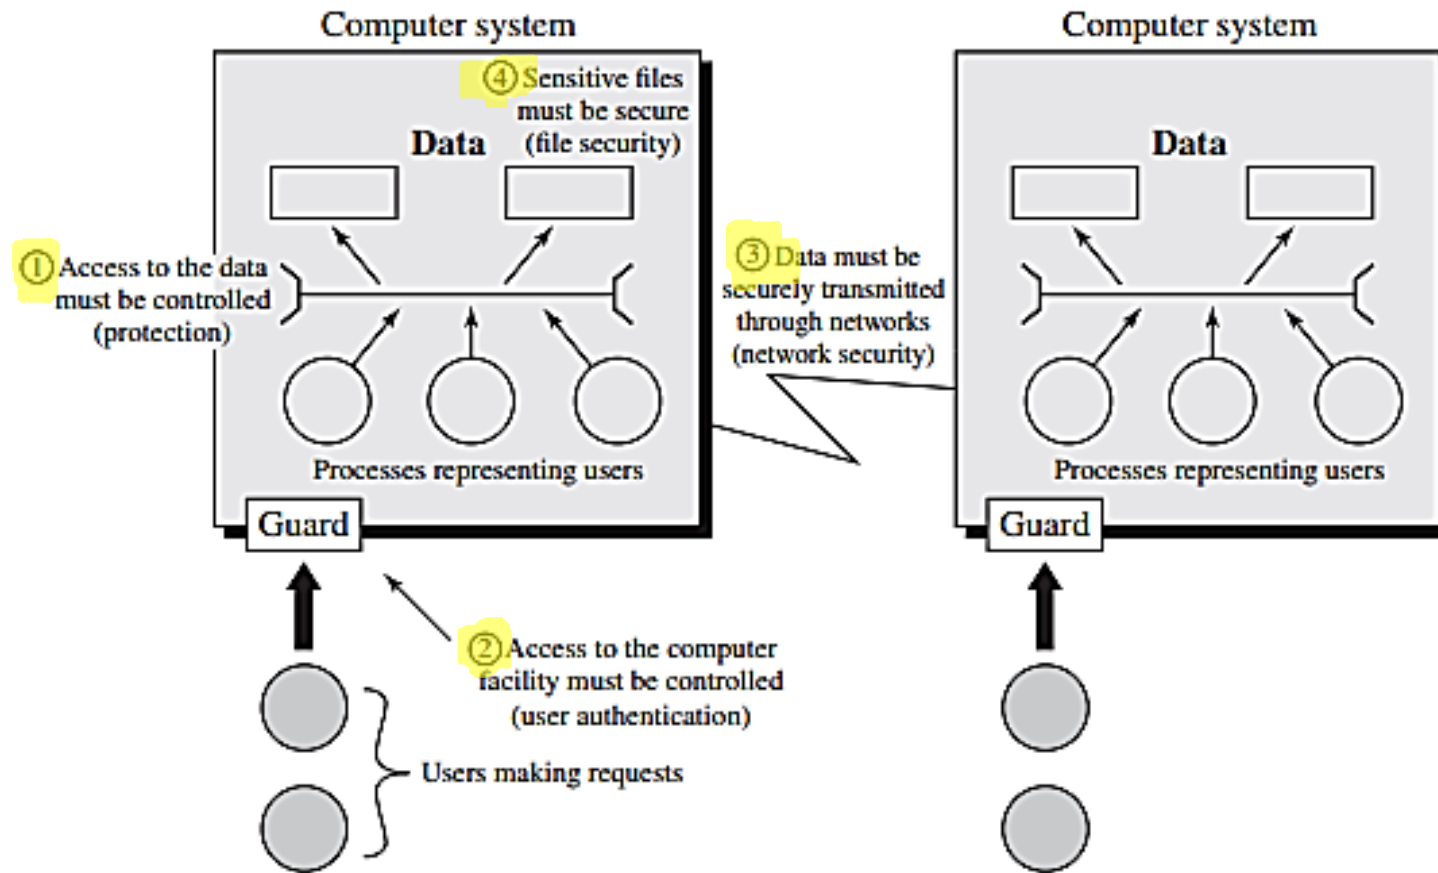 Computer system
④ Sensitive files
must be secure
(file security)
Data
① Access to the data
must be controlled
(protection)
Processes representing users
Guard
② Access to the computer
facility must be controlled
(user authentication)
Users making requests
③ Data must be
securely transmitted
through networks
(network security)
Computer system
Data
Processes representing users
Guard